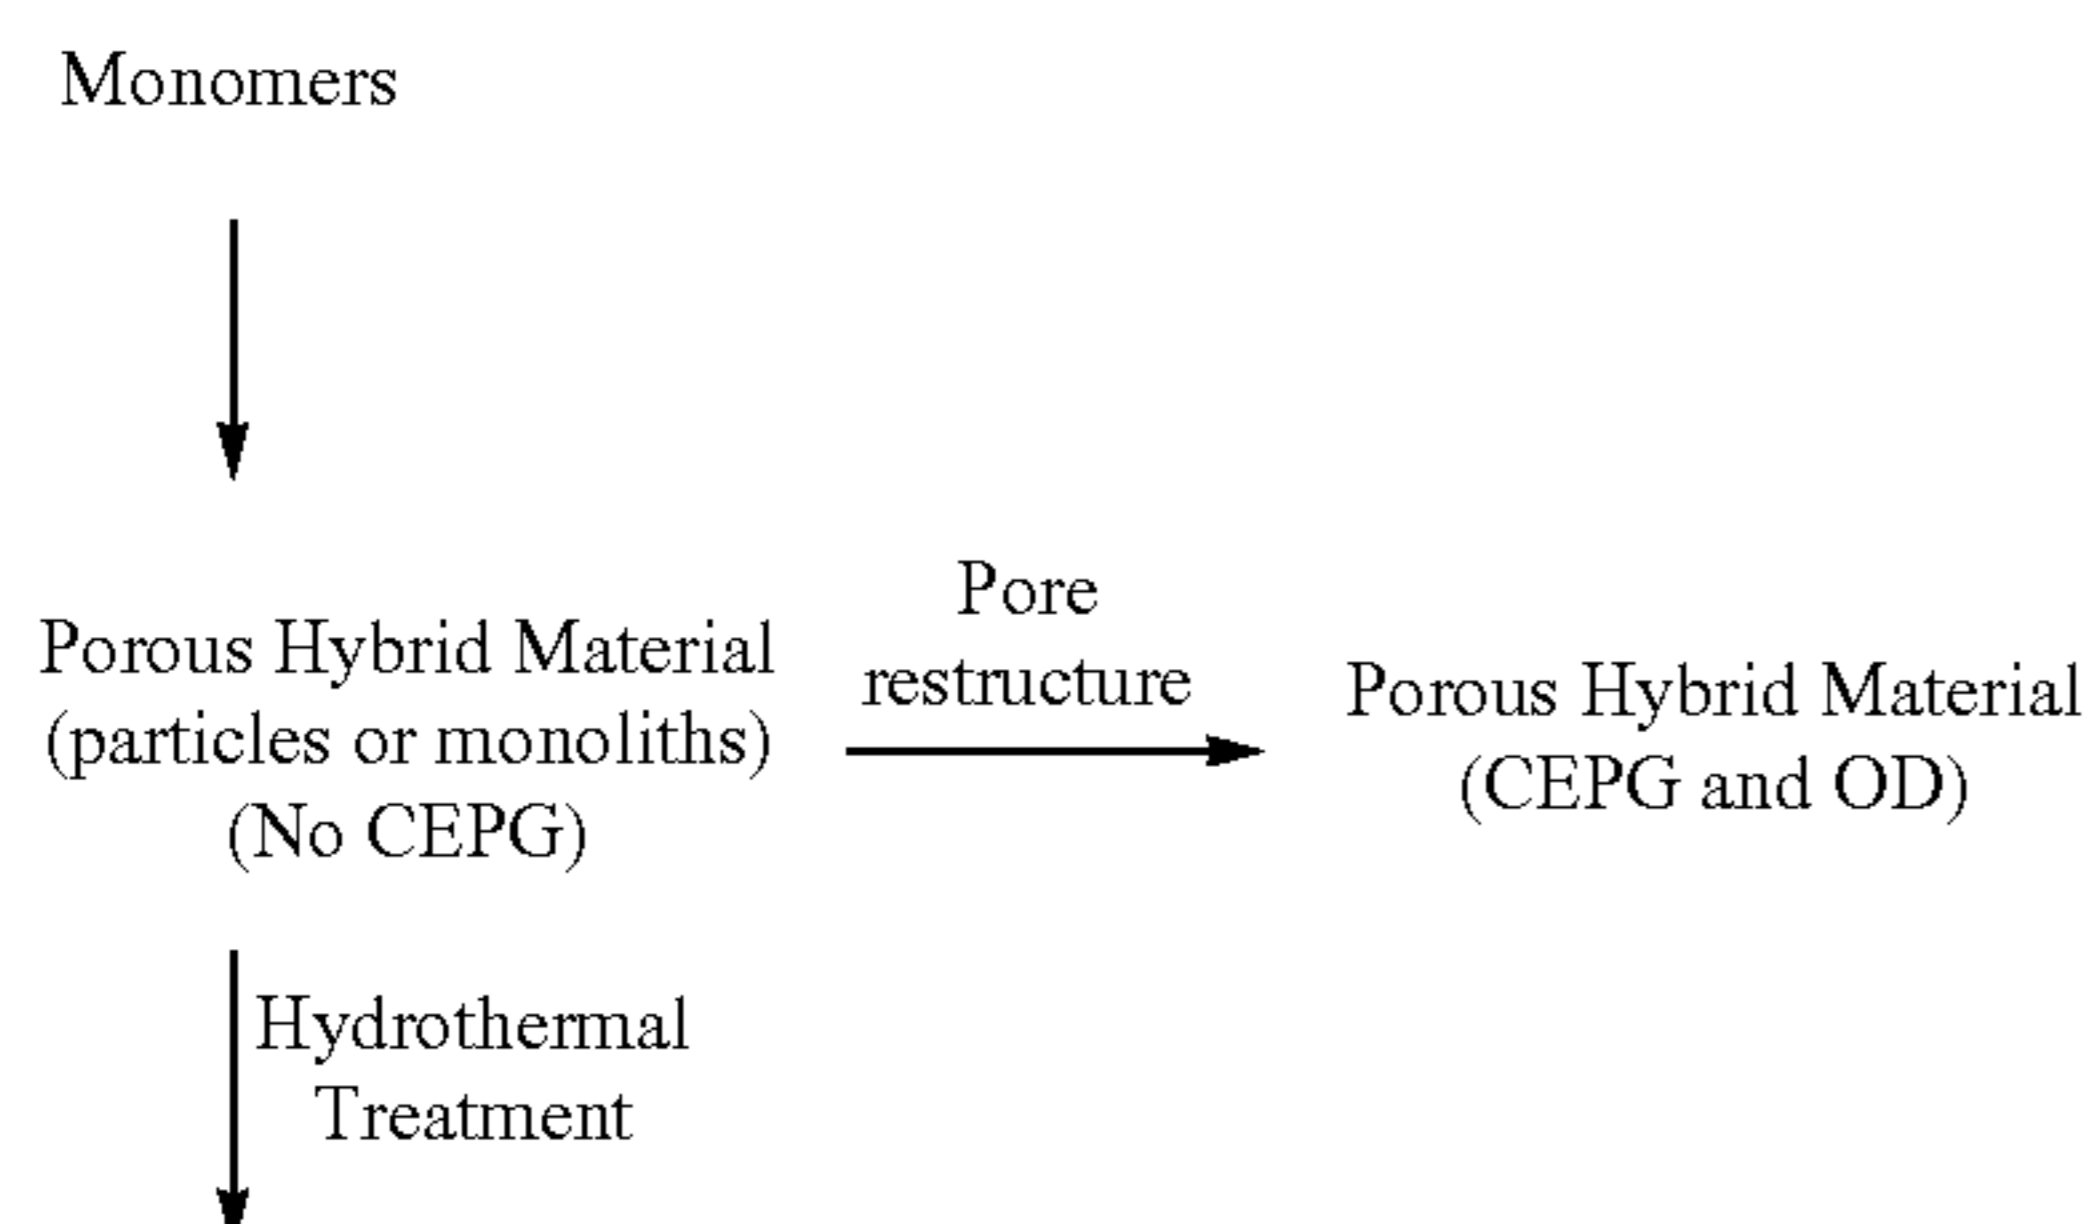 Monomers
Porous Hybrid Material
(particles or monoliths)
(No CEPG)
Pore
restructure
Porous Hybrid Material
(CEPG and OD)
Hydrothermal
Treatment